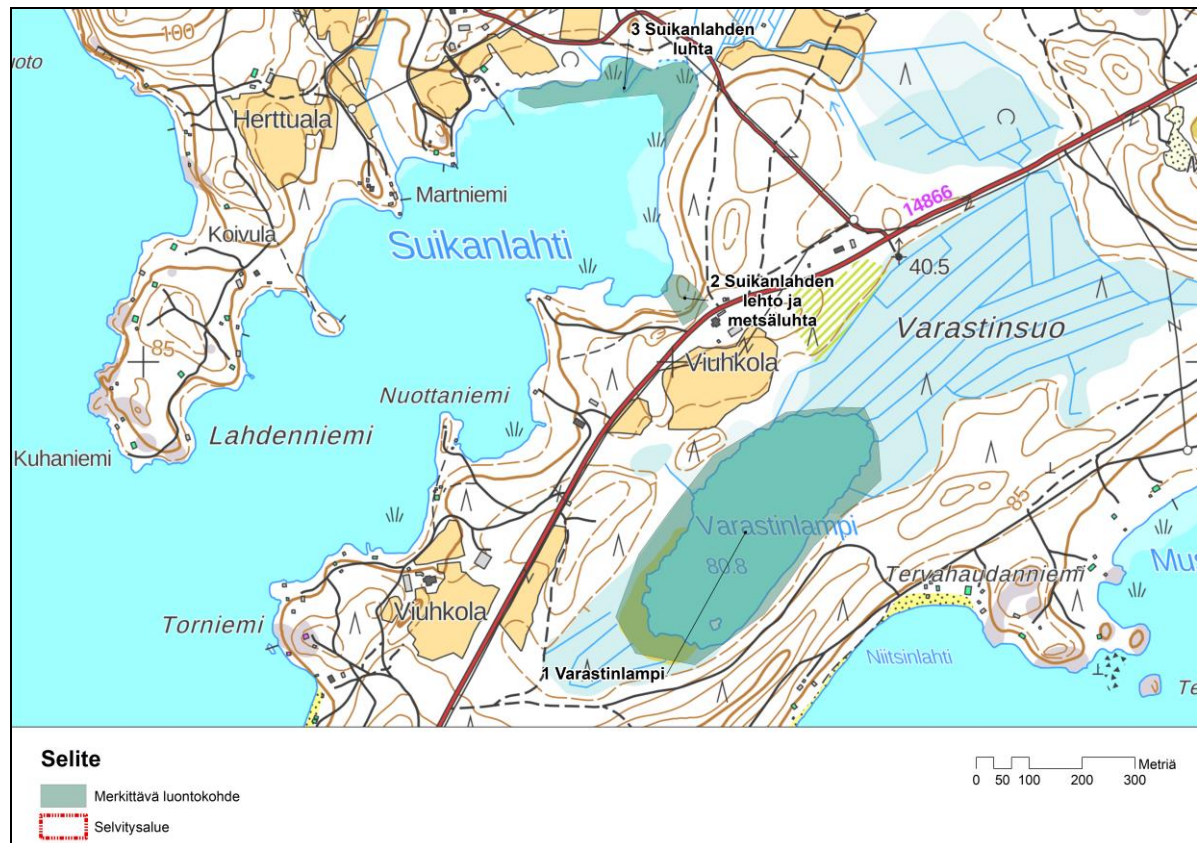 100
uoto
3 Suikanlahden
luhta
Herttuala
Martniemi
Koivula
Suikanlahti
14866
40.5
2 Suikanlahden
lehto ja
metsäluhta
Varastinsuo
85
Viuhkola
Nuottaniemi
Lahdenniemi
Kuhaniemi
85
Varastinlampi
80.8
Mus
Tervahaudanniemi
Viuhkola
Torniemi
Niitsinlahti
1 Varastinlampi
Te
Selite
Merkittävä luontokohde
Selvitysalue
Metriä
0 50 100 200 300